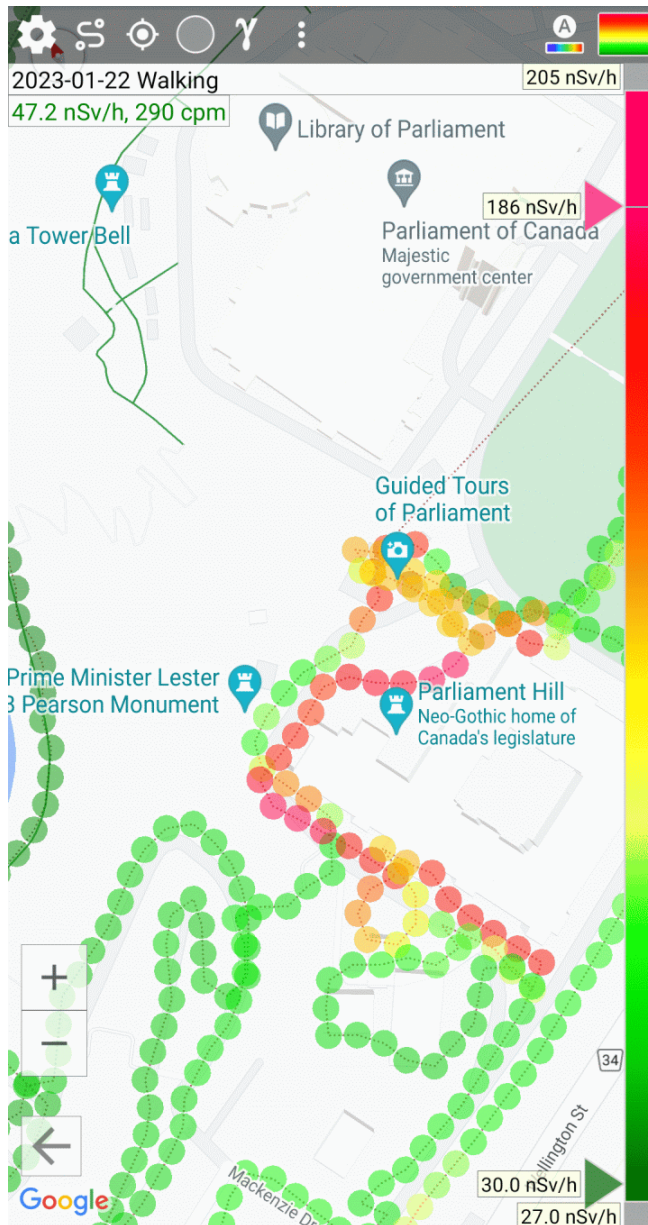 γ
A
2023-01-22 Walking
205 nSv/h
47.2 nSv/h, 290 cpm
Library of Parliament
186 nSv/h
a Tower Bell
Parliament of Canada
Majestic
government center
Guided Tours
of Parliament
Prime Minister Lester
B Pearson Monument
Parliament Hill
Neo-Gothic home of
Canada's legislature
+
−
34
ellington St
Mackenzie Dr
30.0 nSv/h
Google
27.0 nSv/h